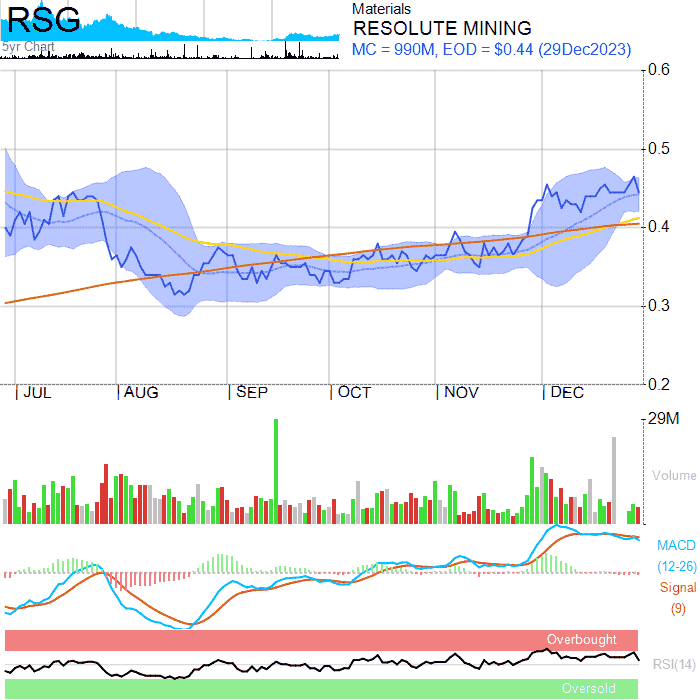 RSG
5yr Chart
Materials
RESOLUTE MINING
MC = 990M, EOD = $0.44 (29Dec2023)
0.6
0.5
0.4
0.3
0.2
| JUL | AUG | SEP | OCT | NOV | DEC
29M
Volume
MACD
(12-26)
Signal
(9)
Overbought
RSI(14)
Oversold